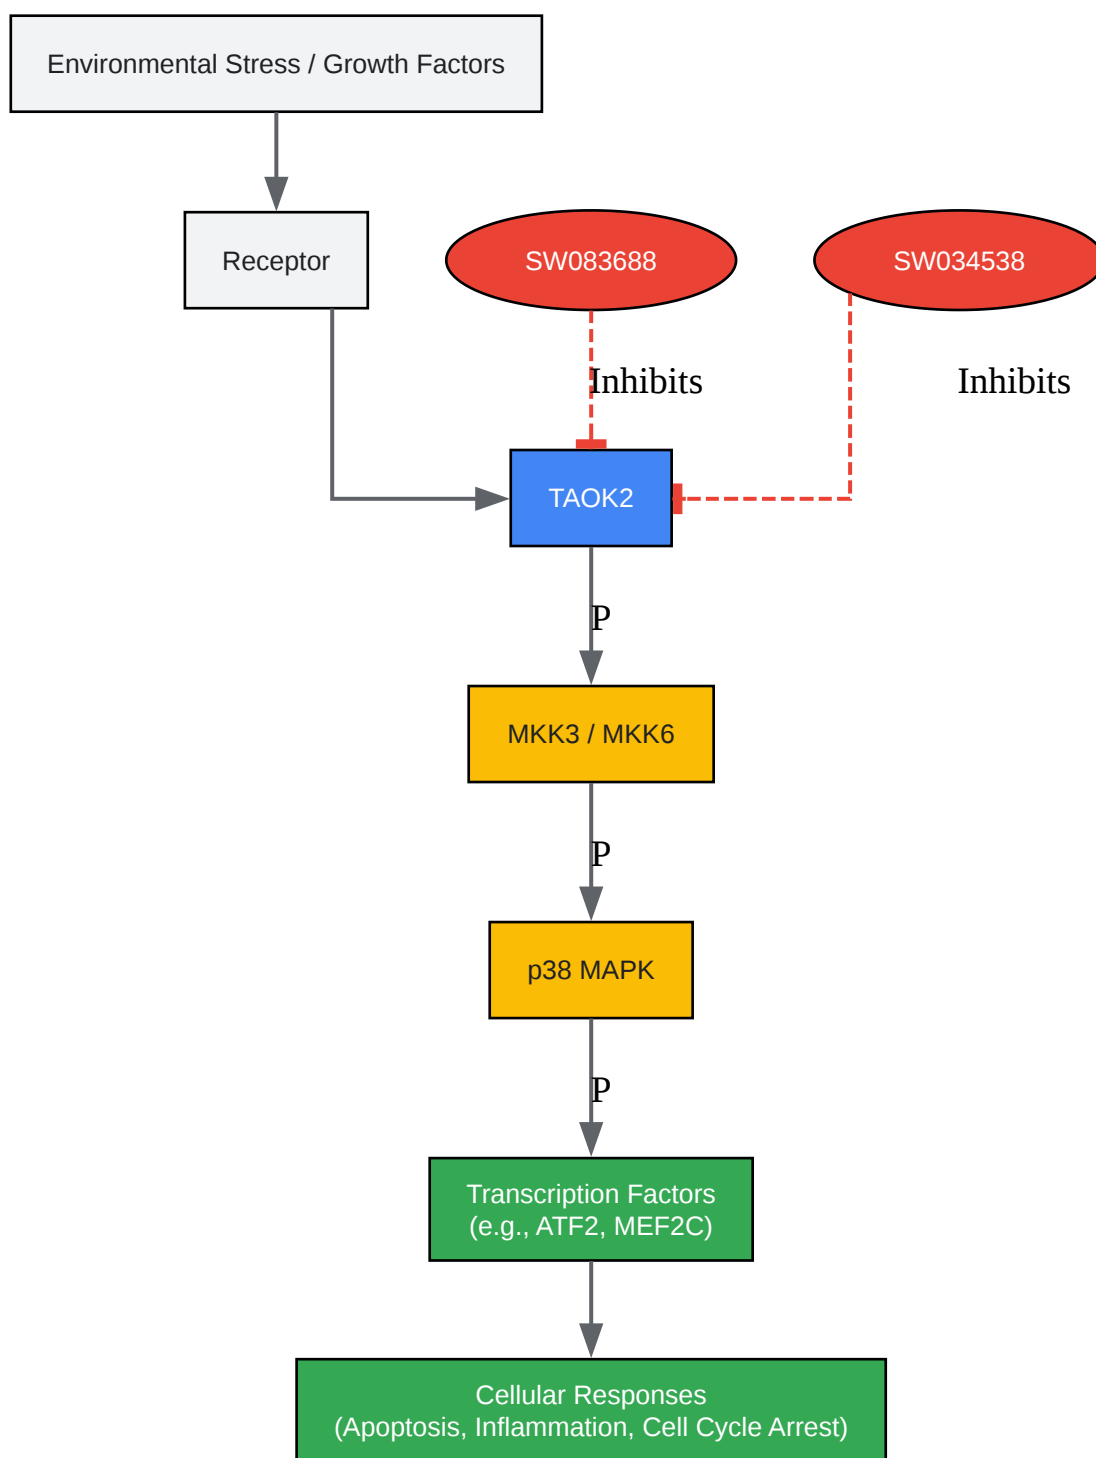 Environmental Stress / Growth Factors
Receptor
SW083688
SW034538
Inhibits
Inhibits
TAOK2
P
MKK3 / MKK6
P
p38 MAPK
P
Transcription Factors
(e.g., ATF2, MEF2C)
Cellular Responses
(Apoptosis, Inflammation, Cell Cycle Arrest)